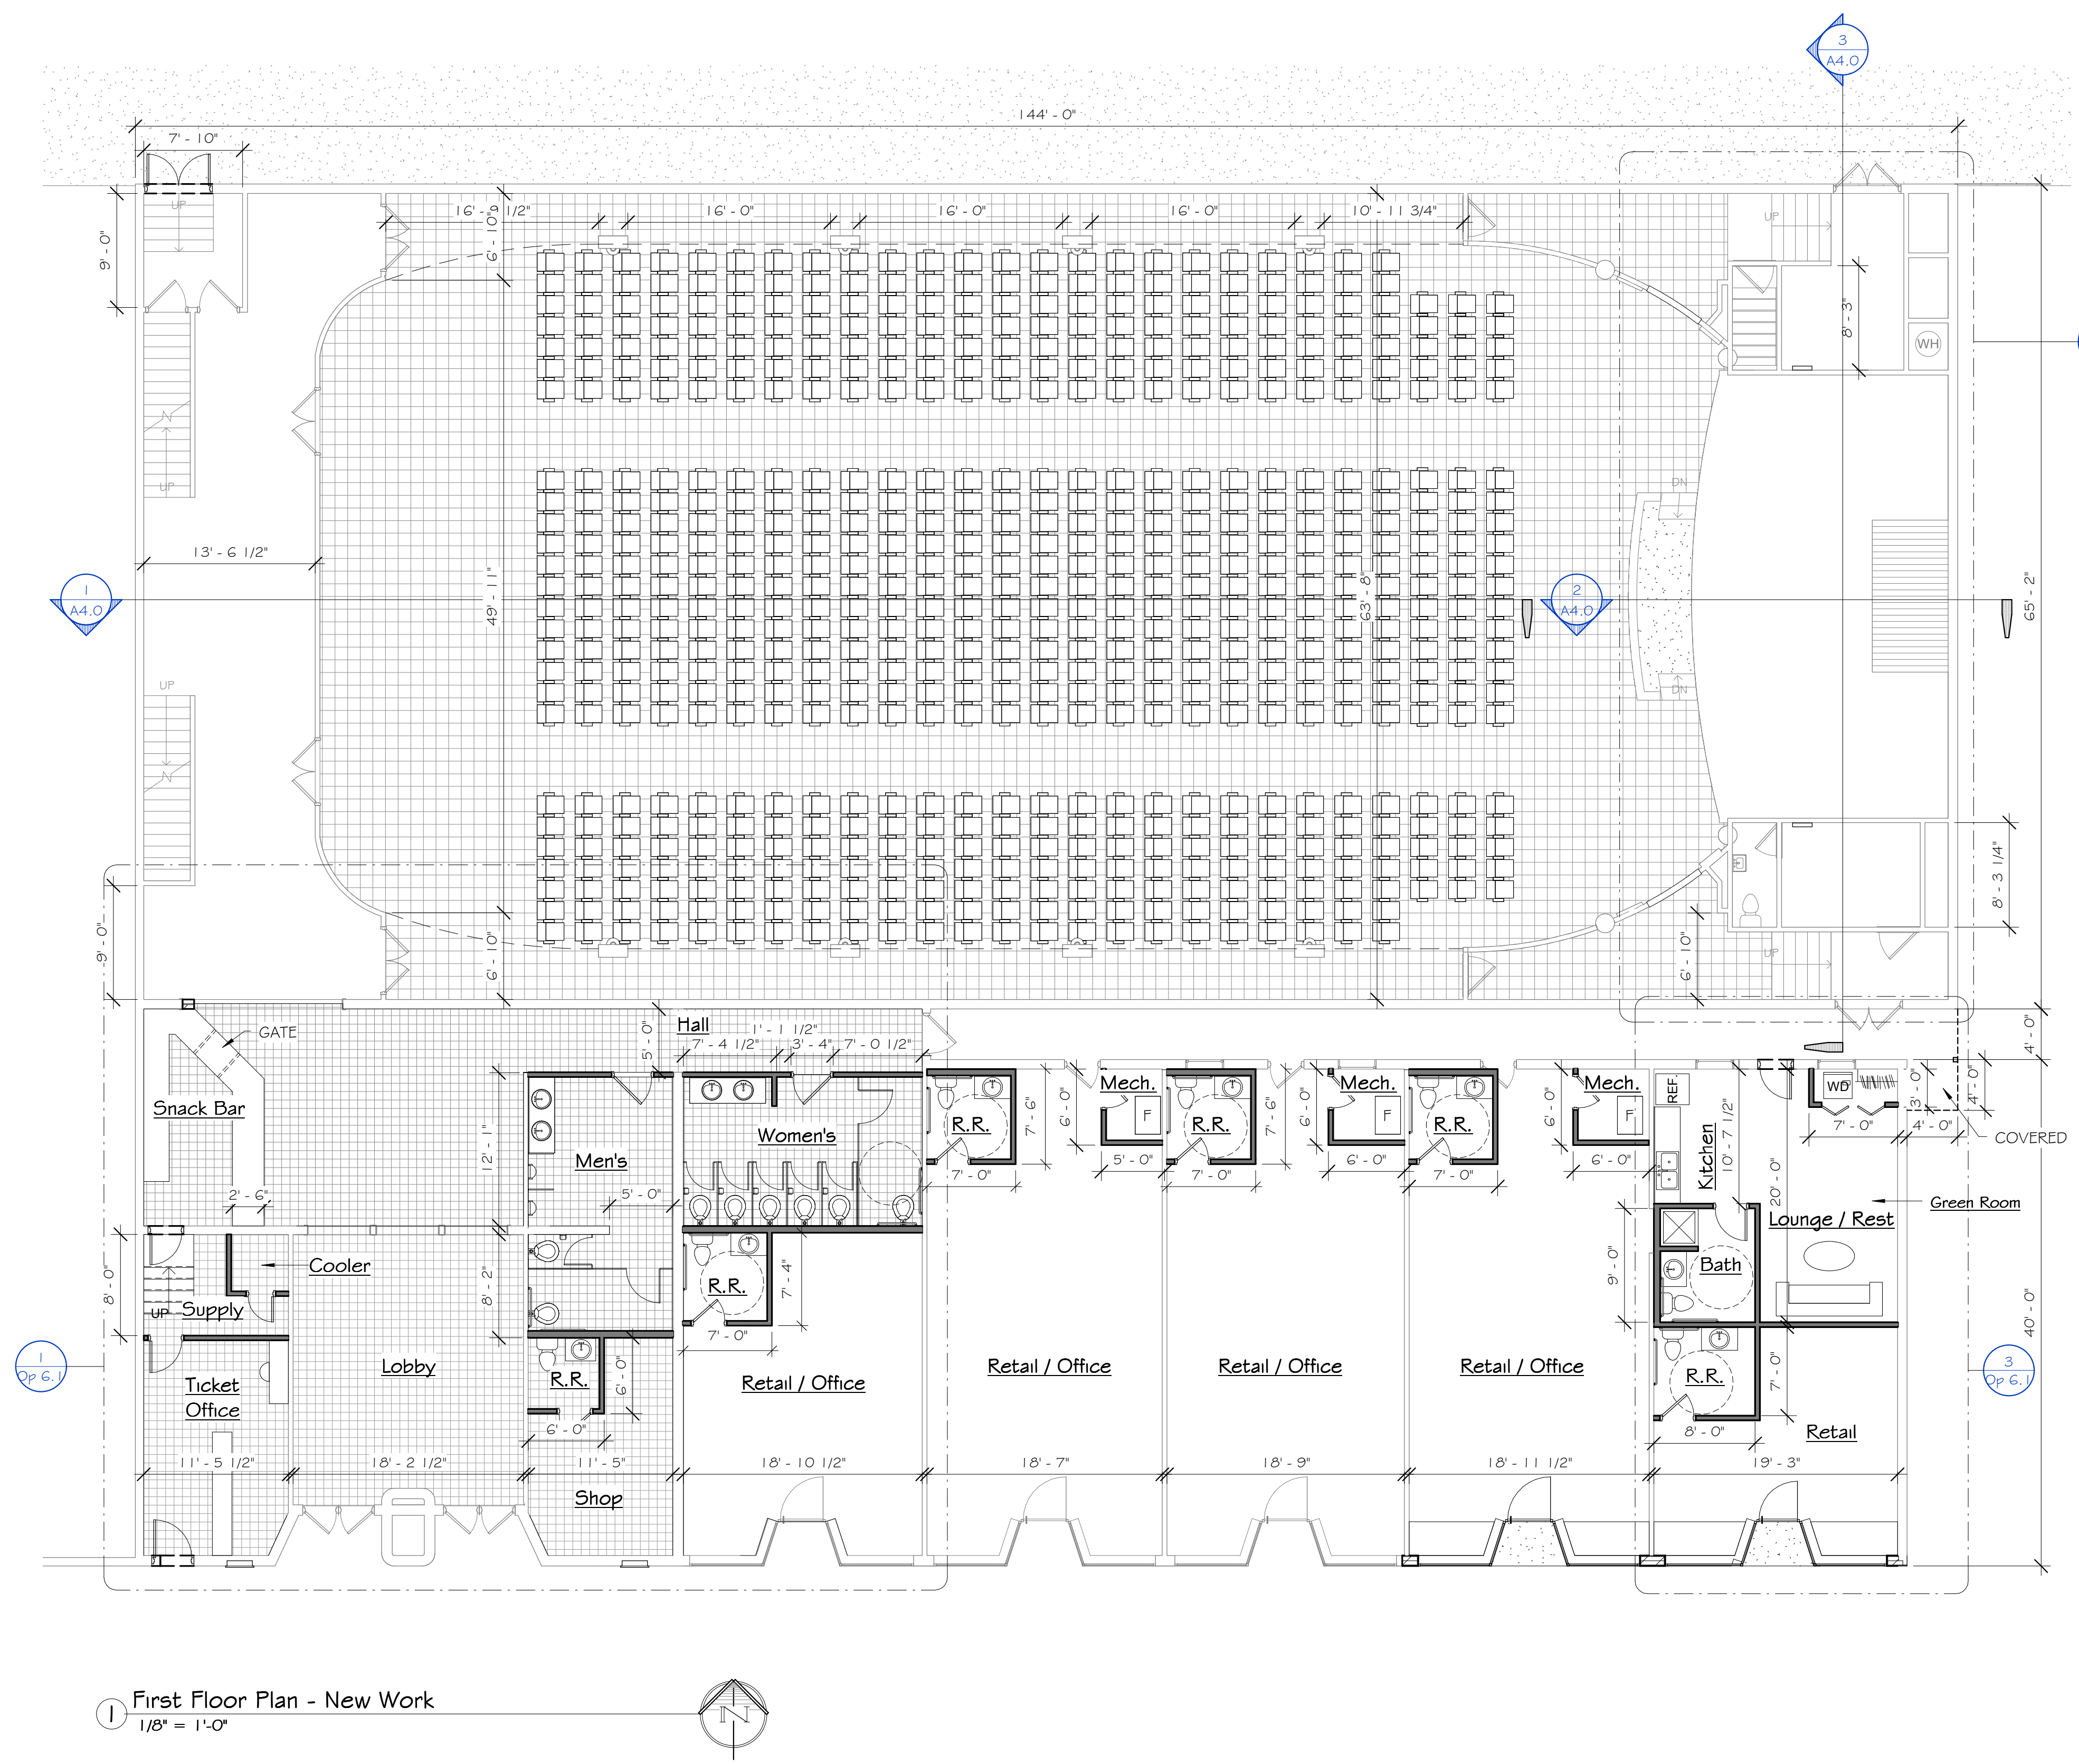 3
A4.0
144' - 0"
7' - 10"
UP
16' - 9 1/2"
16' - 0"
16' - 0"
16' - 0"
10' - 11 3/4"
6' - 10"
9' - 0"
UP
8' - 3"
WH
UP
DN
13' - 6 1/2"
49' - 11"
63' - 8"
65' - 2"
1
A4.0
2
A4.0
UP
DN
8' - 3 1/4"
9' - 0"
6' - 10"
6' - 10"
UP
GATE
Hall
5' - 0"
1' - 1 1/2"
7' - 4 1/2"
3' - 4"
7' - 0 1/2"
4' - 0"
Snack Bar
12' - 1"
Men's
Women's
R.R.
7' - 6"
6' - 0"
Mech.
F
R.R.
7' - 6"
6' - 0"
Mech.
F
R.R.
6' - 0"
Mech.
F
REF.
Kitchen
10' - 7 1/2"
20' - 0"
WD
3' - 0"
4' - 0"
7' - 0"
4' - 0"
COVERED
2' - 6"
5' - 0"
7' - 0"
5' - 0"
7' - 0"
6' - 0"
7' - 0"
6' - 0"
Green Room
Lounge / Rest
8' - 0"
Cooler
UP
Supply
8' - 2"
R.R.
7' - 4"
7' - 0"
9' - 0"
Bath
40' - 0"
1
Op 6.1
Ticket
Office
Lobby
R.R.
6' - 0"
6' - 0"
Retail / Office
Retail / Office
Retail / Office
Retail / Office
R.R.
7' - 0"
8' - 0"
Retail
3
Op 6.1
11' - 5 1/2"
18' - 2 1/2"
11' - 5"
18' - 10 1/2"
18' - 7"
18' - 9"
18' - 11 1/2"
19' - 3"
Shop
1
First Floor Plan - New Work
1/8" = 1'-0"
N